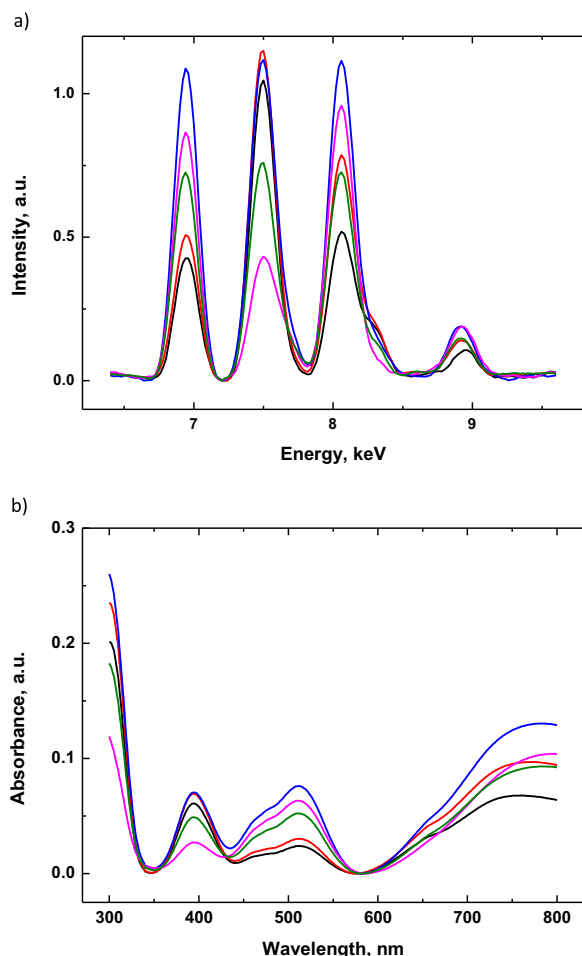 a)
1.0
0.5
0.0
Intensity, a.u.
7 8 9
Energy, keV
b)
0.3
0.2
0.1
0.0
Absorbance, a.u.
300 400 500 600 700 800
Wavelength, nm